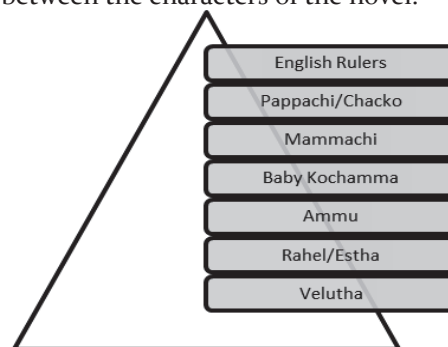 between the characters of the novel.
English Rulers
Pappachi/Chacko
Mammachi
Baby Kochamma
Ammu
Rahel/Estha
Velutha